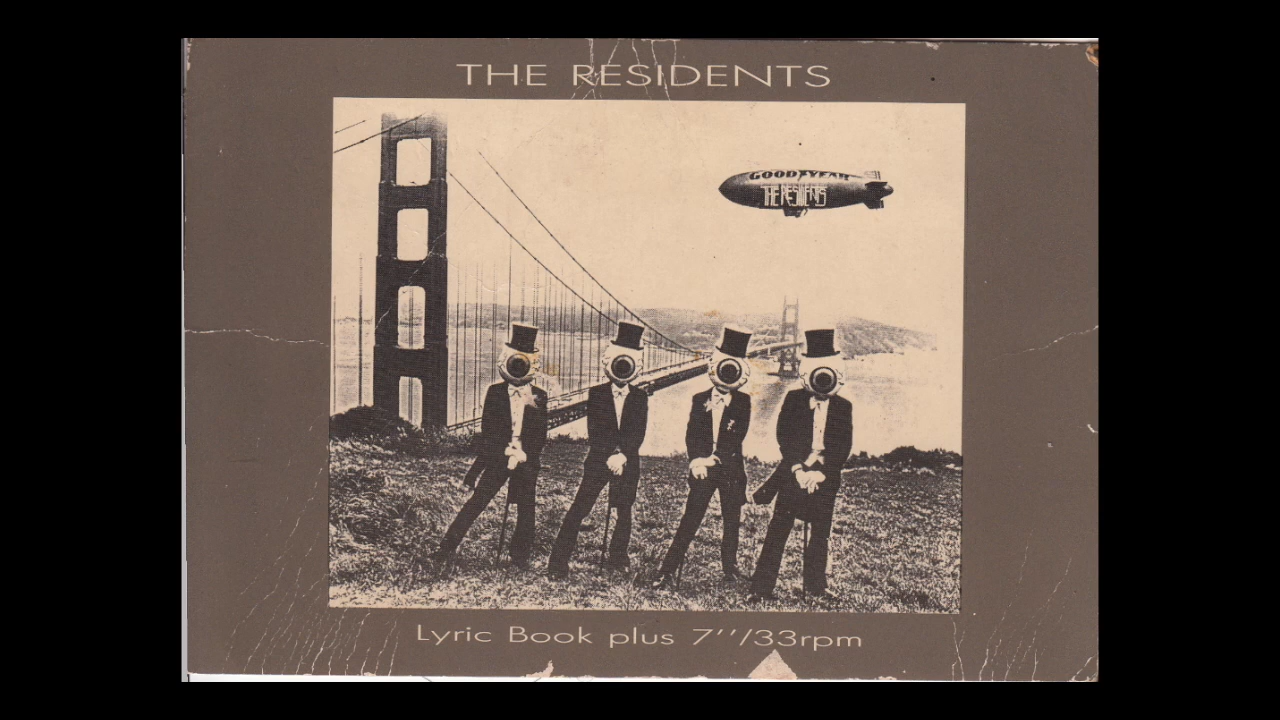 THE RESIDENTS
GOODYEAR
THE RESIDENTS
Lyric Book plus 7''/33rpm